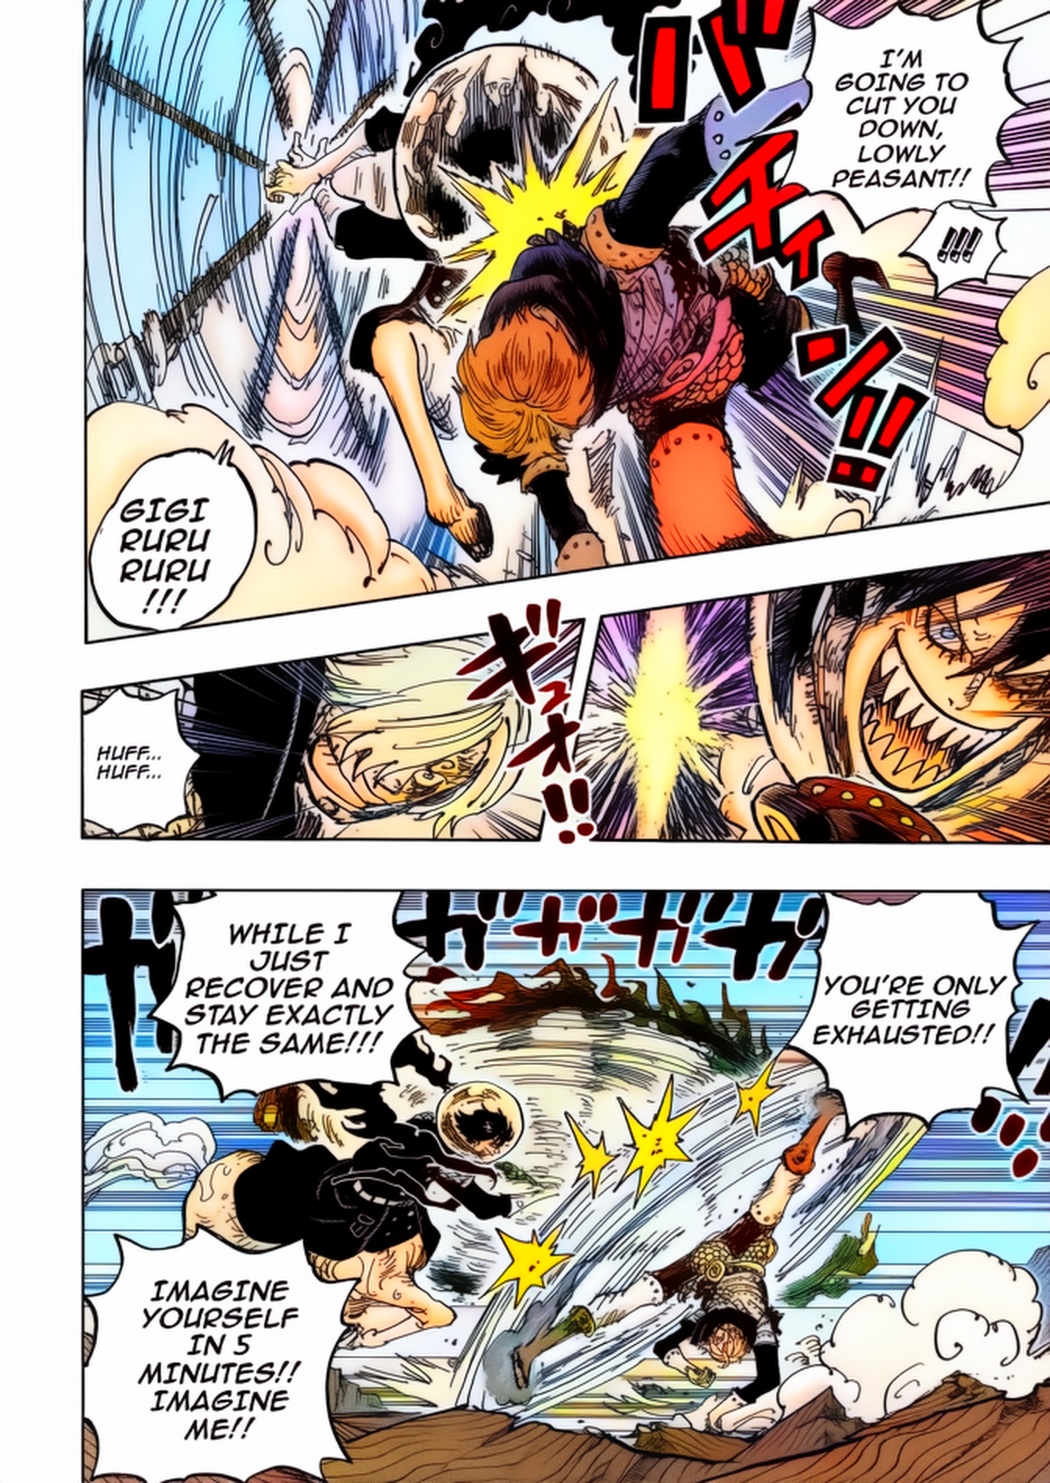 I'M
GOING TO
CUT YOU
DOWN,
LOWLY
PEASANT!!
!!!
バ
チィ
ン!!
GIGI
RURU
RURU
!!!
ギュオ!!
HUFF...
HUFF...
YOU'RE ONLY
GETTING
EXHAUSTED!!
ガガガガガ
WHILE I
JUST
RECOVER AND
STAY EXACTLY
THE SAME!!!
IMAGINE
YOURSELF
IN 5
MINUTES!!
IMAGINE
ME!!